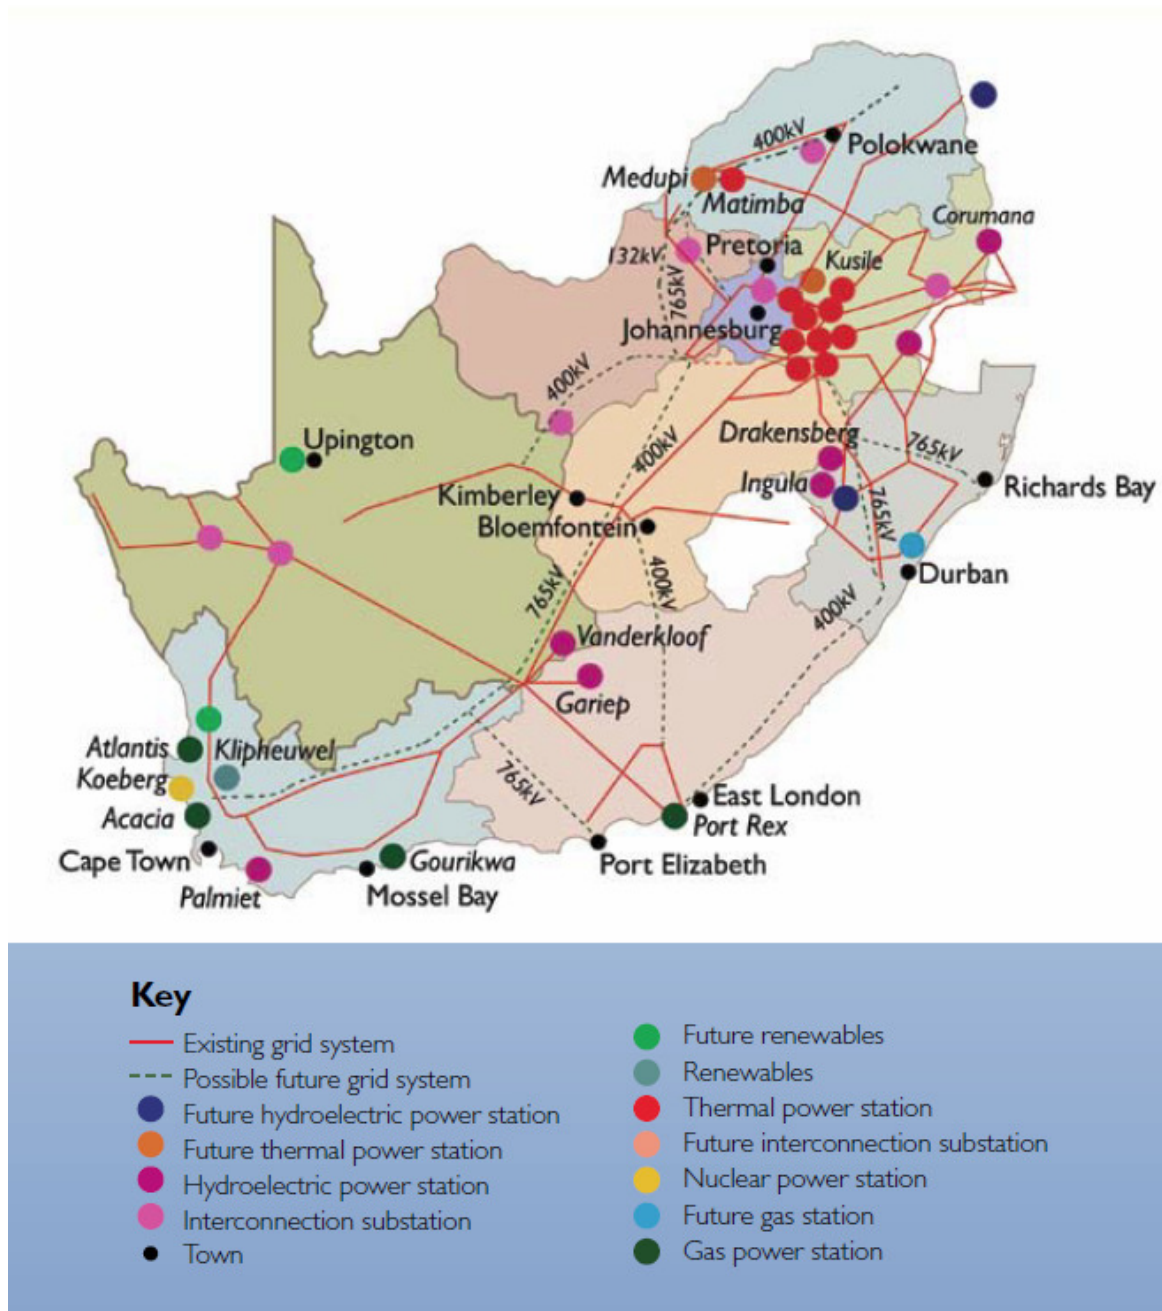 400kV
Polokwane
Medupi
Matimba
Corumana
132kV
Pretoria
Kusile
765kV
Johannesburg
400kV
Upington
Drakensberg
400kV
765kV
Kimberley
Ingula
Richards Bay
Bloemfontein
765kV
765kV
400kV
Durban
400kV
Vanderkloof
Gariep
Atlantis
Klipheuwel
Koeberg
765kV
East London
Acacia
Port Rex
Cape Town
Gourikwa
Port Elizabeth
Palmiet
Mossel Bay
Key
Existing grid system
Possible future grid system
Future hydroelectric power station
Future thermal power station
Hydroelectric power station
Interconnection substation
Town
Future renewables
Renewables
Thermal power station
Future interconnection substation
Nuclear power station
Future gas station
Gas power station